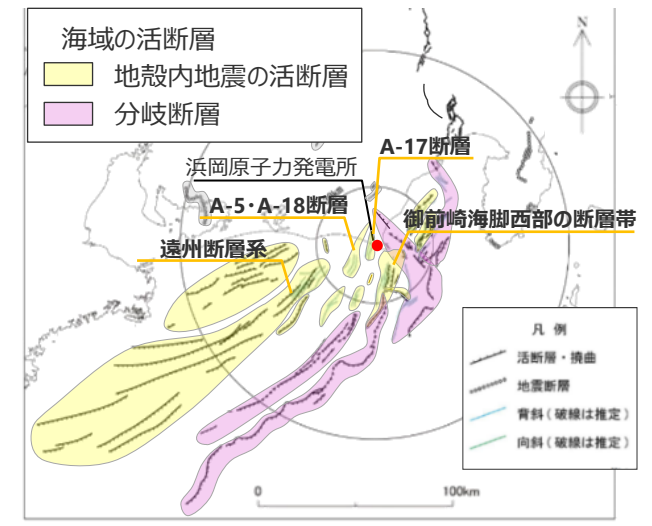 海域の活断層
地殻内地震の活断層
分岐断層
N
A-17断層
浜岡原子力発電所
A-5・A-18断層
御前崎海脚西部の断層帯
遠州断層系
凡 例
活断層・撓曲
地震断層
背斜(破線は推定)
向斜(破線は推定)
0
100km